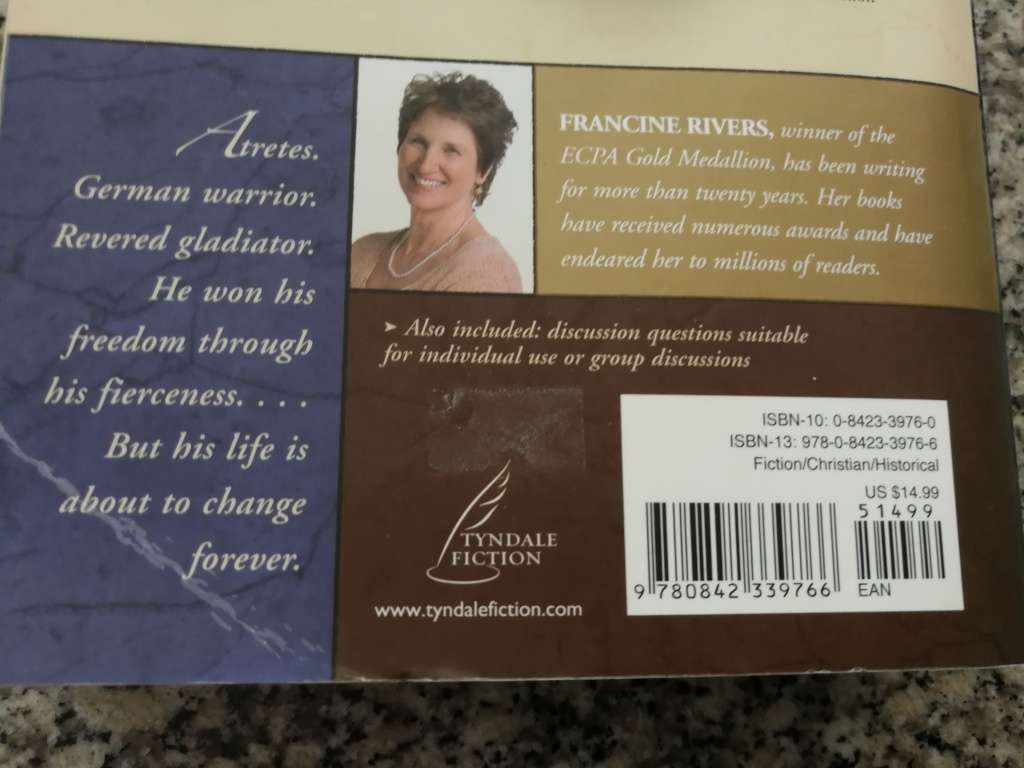 Atretes.
German warrior.
Revered gladiator.
He won his
freedom through
his fierceness. . . .
But his life is
about to change
forever.
FRANCINE RIVERS, winner of the
ECPA Gold Medallion, has been writing
for more than twenty years. Her books
have received numerous awards and have
endeared her to millions of readers.
➤ Also included: discussion questions suitable
for individual use or group discussions
TYNDALE
FICTION
www.tyndalefiction.com
ISBN-10: 0-8423-3976-0
ISBN-13: 978-0-8423-3976-6
Fiction/Christian/Historical
US $14.99
51499
9 780842 339766
EAN